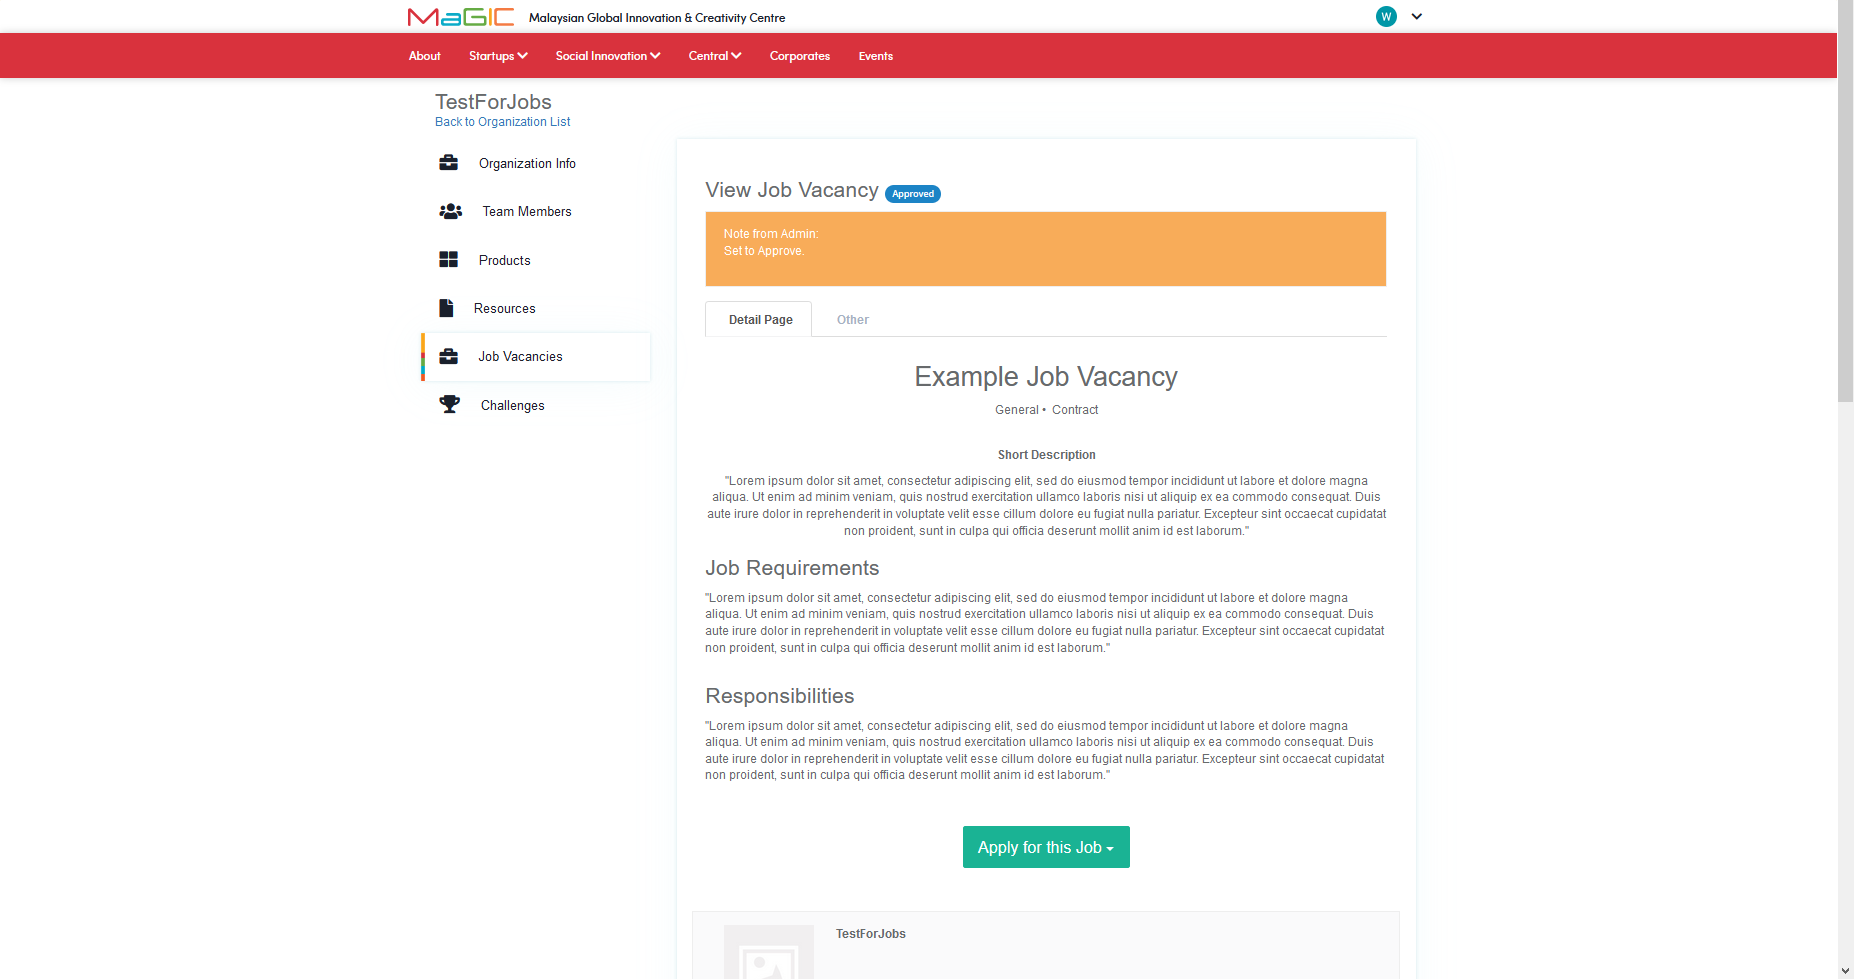 MaGIC Malaysian Global Innovation & Creativity Centre
W
About Startups Social Innovation Central Corporates Events
TestForJobs
Back to Organization List
Organization Info
Team Members
Products
Resources
Job Vacancies
Challenges
View Job Vacancy Approved
Note from Admin:
Set to Approve.
Detail Page Other
Example Job Vacancy
General • Contract
Short Description
"Lorem ipsum dolor sit amet, consectetur adipiscing elit, sed do eiusmod tempor incididunt ut labore et dolore magna
aliqua. Ut enim ad minim veniam, quis nostrud exercitation ullamco laboris nisi ut aliquip ex ea commodo consequat. Duis
aute irure dolor in reprehenderit in voluptate velit esse cillum dolore eu fugiat nulla pariatur. Excepteur sint occaecat cupidatat
non proident, sunt in culpa qui officia deserunt mollit anim id est laborum."
Job Requirements
"Lorem ipsum dolor sit amet, consectetur adipiscing elit, sed do eiusmod tempor incididunt ut labore et dolore magna
aliqua. Ut enim ad minim veniam, quis nostrud exercitation ullamco laboris nisi ut aliquip ex ea commodo consequat. Duis
aute irure dolor in reprehenderit in voluptate velit esse cillum dolore eu fugiat nulla pariatur. Excepteur sint occaecat cupidatat
non proident, sunt in culpa qui officia deserunt mollit anim id est laborum."
Responsibilities
"Lorem ipsum dolor sit amet, consectetur adipiscing elit, sed do eiusmod tempor incididunt ut labore et dolore magna
aliqua. Ut enim ad minim veniam, quis nostrud exercitation ullamco laboris nisi ut aliquip ex ea commodo consequat. Duis
aute irure dolor in reprehenderit in voluptate velit esse cillum dolore eu fugiat nulla pariatur. Excepteur sint occaecat cupidatat
non proident, sunt in culpa qui officia deserunt mollit anim id est laborum."
Apply for this Job
TestForJobs